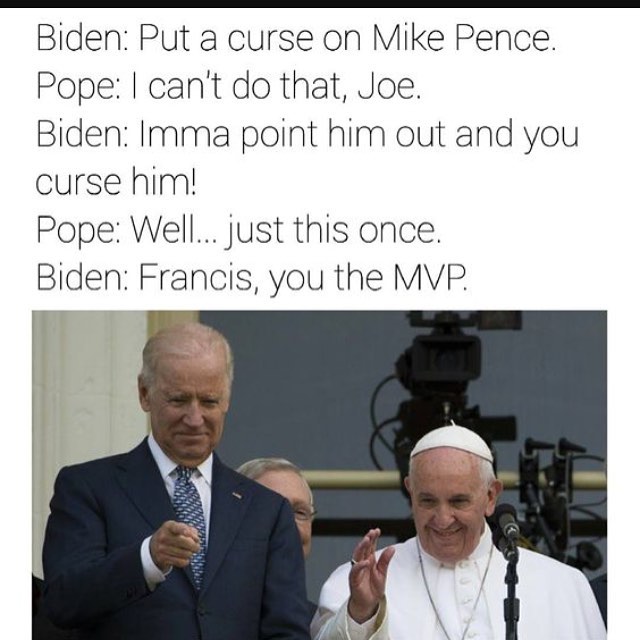 Biden: Put a curse on Mike Pence.
Pope: I can't do that, Joe.
Biden: Imma point him out and you
curse him!
Pope: Well... just this once.
Biden: Francis, you the MVP.